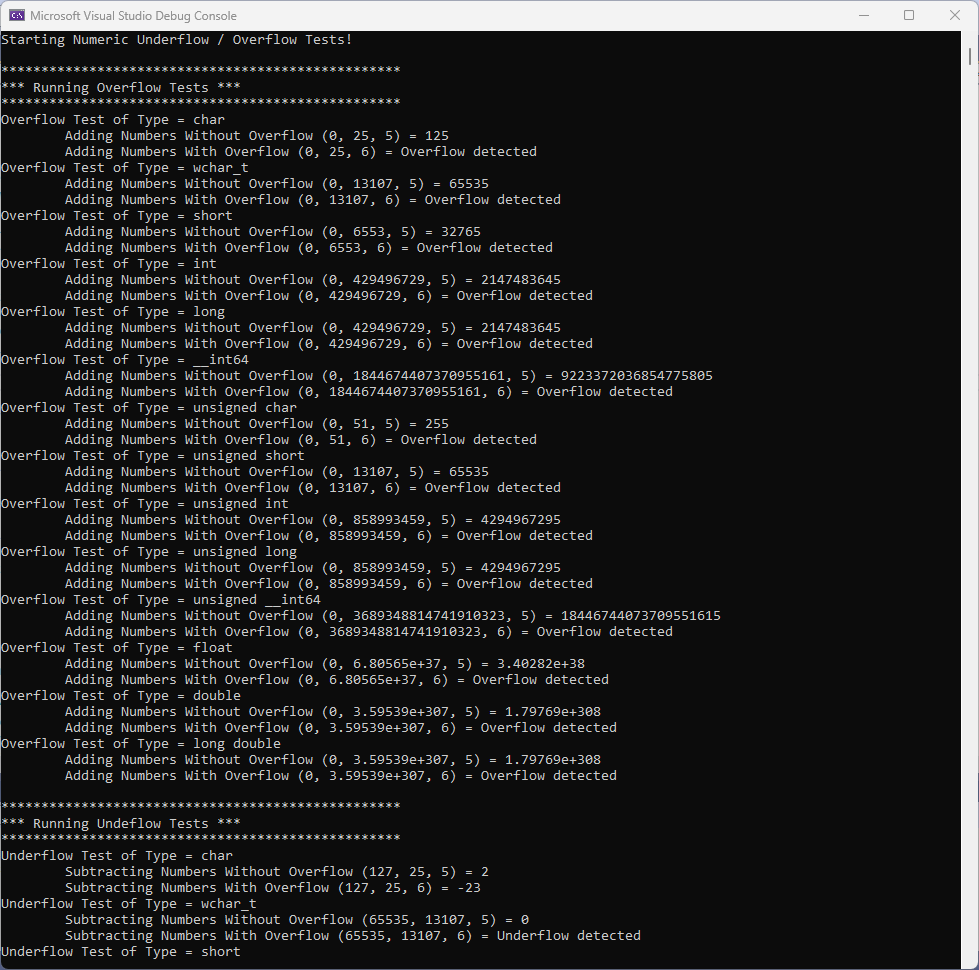 Microsoft Visual Studio Debug Console
Starting Numeric Underflow / Overflow Tests!
**************************************************
*** Running Overflow Tests ***
**************************************************
Overflow Test of Type = char
Adding Numbers Without Overflow (0, 25, 5) = 125
Adding Numbers With Overflow (0, 25, 6) = Overflow detected
Overflow Test of Type = wchar_t
Adding Numbers Without Overflow (0, 13107, 5) = 65535
Adding Numbers With Overflow (0, 13107, 6) = Overflow detected
Overflow Test of Type = short
Adding Numbers Without Overflow (0, 6553, 5) = 32765
Adding Numbers With Overflow (0, 6553, 6) = Overflow detected
Overflow Test of Type = int
Adding Numbers Without Overflow (0, 429496729, 5) = 2147483645
Adding Numbers With Overflow (0, 429496729, 6) = Overflow detected
Overflow Test of Type = long
Adding Numbers Without Overflow (0, 429496729, 5) = 2147483645
Adding Numbers With Overflow (0, 429496729, 6) = Overflow detected
Overflow Test of Type = __int64
Adding Numbers Without Overflow (0, 1844674407370955161, 5) = 9223372036854775805
Adding Numbers With Overflow (0, 1844674407370955161, 6) = Overflow detected
Overflow Test of Type = unsigned char
Adding Numbers Without Overflow (0, 51, 5) = 255
Adding Numbers With Overflow (0, 51, 6) = Overflow detected
Overflow Test of Type = unsigned short
Adding Numbers Without Overflow (0, 13107, 5) = 65535
Adding Numbers With Overflow (0, 13107, 6) = Overflow detected
Overflow Test of Type = unsigned int
Adding Numbers Without Overflow (0, 858993459, 5) = 4294967295
Adding Numbers With Overflow (0, 858993459, 6) = Overflow detected
Overflow Test of Type = unsigned long
Adding Numbers Without Overflow (0, 858993459, 5) = 4294967295
Adding Numbers With Overflow (0, 858993459, 6) = Overflow detected
Overflow Test of Type = unsigned __int64
Adding Numbers Without Overflow (0, 3689348814741910323, 5) = 18446744073709551615
Adding Numbers With Overflow (0, 3689348814741910323, 6) = Overflow detected
Overflow Test of Type = float
Adding Numbers Without Overflow (0, 6.80565e+37, 5) = 3.40282e+38
Adding Numbers With Overflow (0, 6.80565e+37, 6) = Overflow detected
Overflow Test of Type = double
Adding Numbers Without Overflow (0, 3.59539e+307, 5) = 1.79769e+308
Adding Numbers With Overflow (0, 3.59539e+307, 6) = Overflow detected
Overflow Test of Type = long double
Adding Numbers Without Overflow (0, 3.59539e+307, 5) = 1.79769e+308
Adding Numbers With Overflow (0, 3.59539e+307, 6) = Overflow detected
**************************************************
*** Running Undeflow Tests ***
**************************************************
Underflow Test of Type = char
Subtracting Numbers Without Overflow (127, 25, 5) = 2
Subtracting Numbers With Overflow (127, 25, 6) = -23
Underflow Test of Type = wchar_t
Subtracting Numbers Without Overflow (65535, 13107, 5) = 0
Subtracting Numbers With Overflow (65535, 13107, 6) = Underflow detected
Underflow Test of Type = short